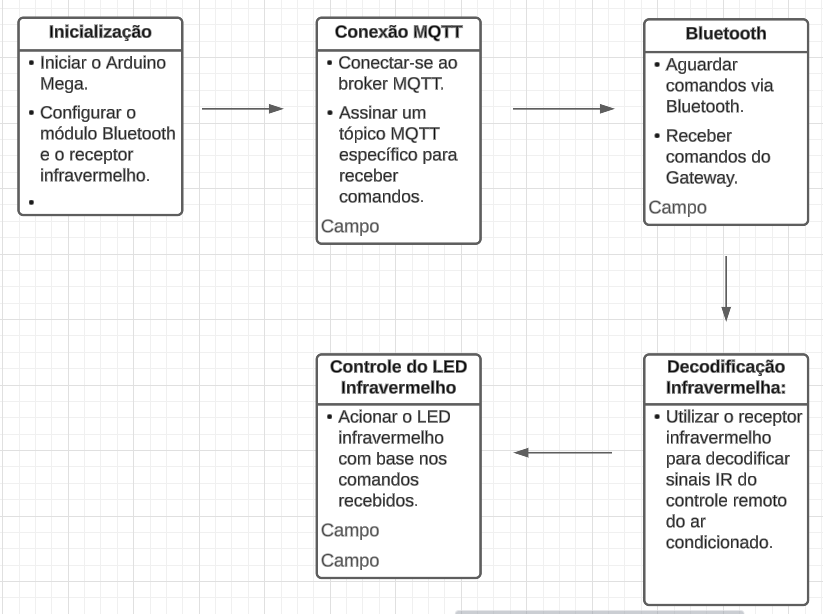 Inicialização
• Iniciar o Arduino
Mega.
• Configurar o
módulo Bluetooth
e o receptor
infravermelho.
•
Conexão MQTT
• Conectar-se ao
broker MQTT.
• Assinar um
tópico MQTT
específico para
receber
comandos.
Campo
Bluetooth
• Aguardar
comandos via
Bluetooth.
• Receber
comandos do
Gateway.
Campo
Decodificação
Infravermelha:
• Utilizar o receptor
infravermelho
para decodificar
sinais IR do
controle remoto
do ar
condicionado.
Controle do LED
Infravermelho
• Acionar o LED
infravermelho
com base nos
comandos
recebidos.
Campo
Campo